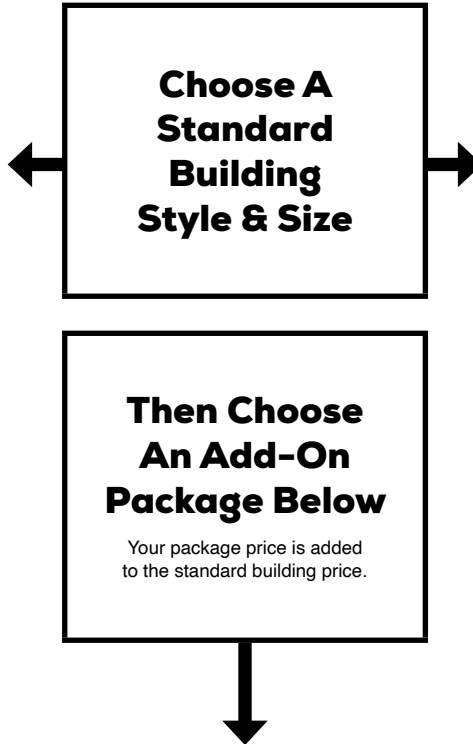 Choose A
Standard
Building
Style & Size
Then Choose
An Add-On
Package Below
Your package price is added
to the standard building price.